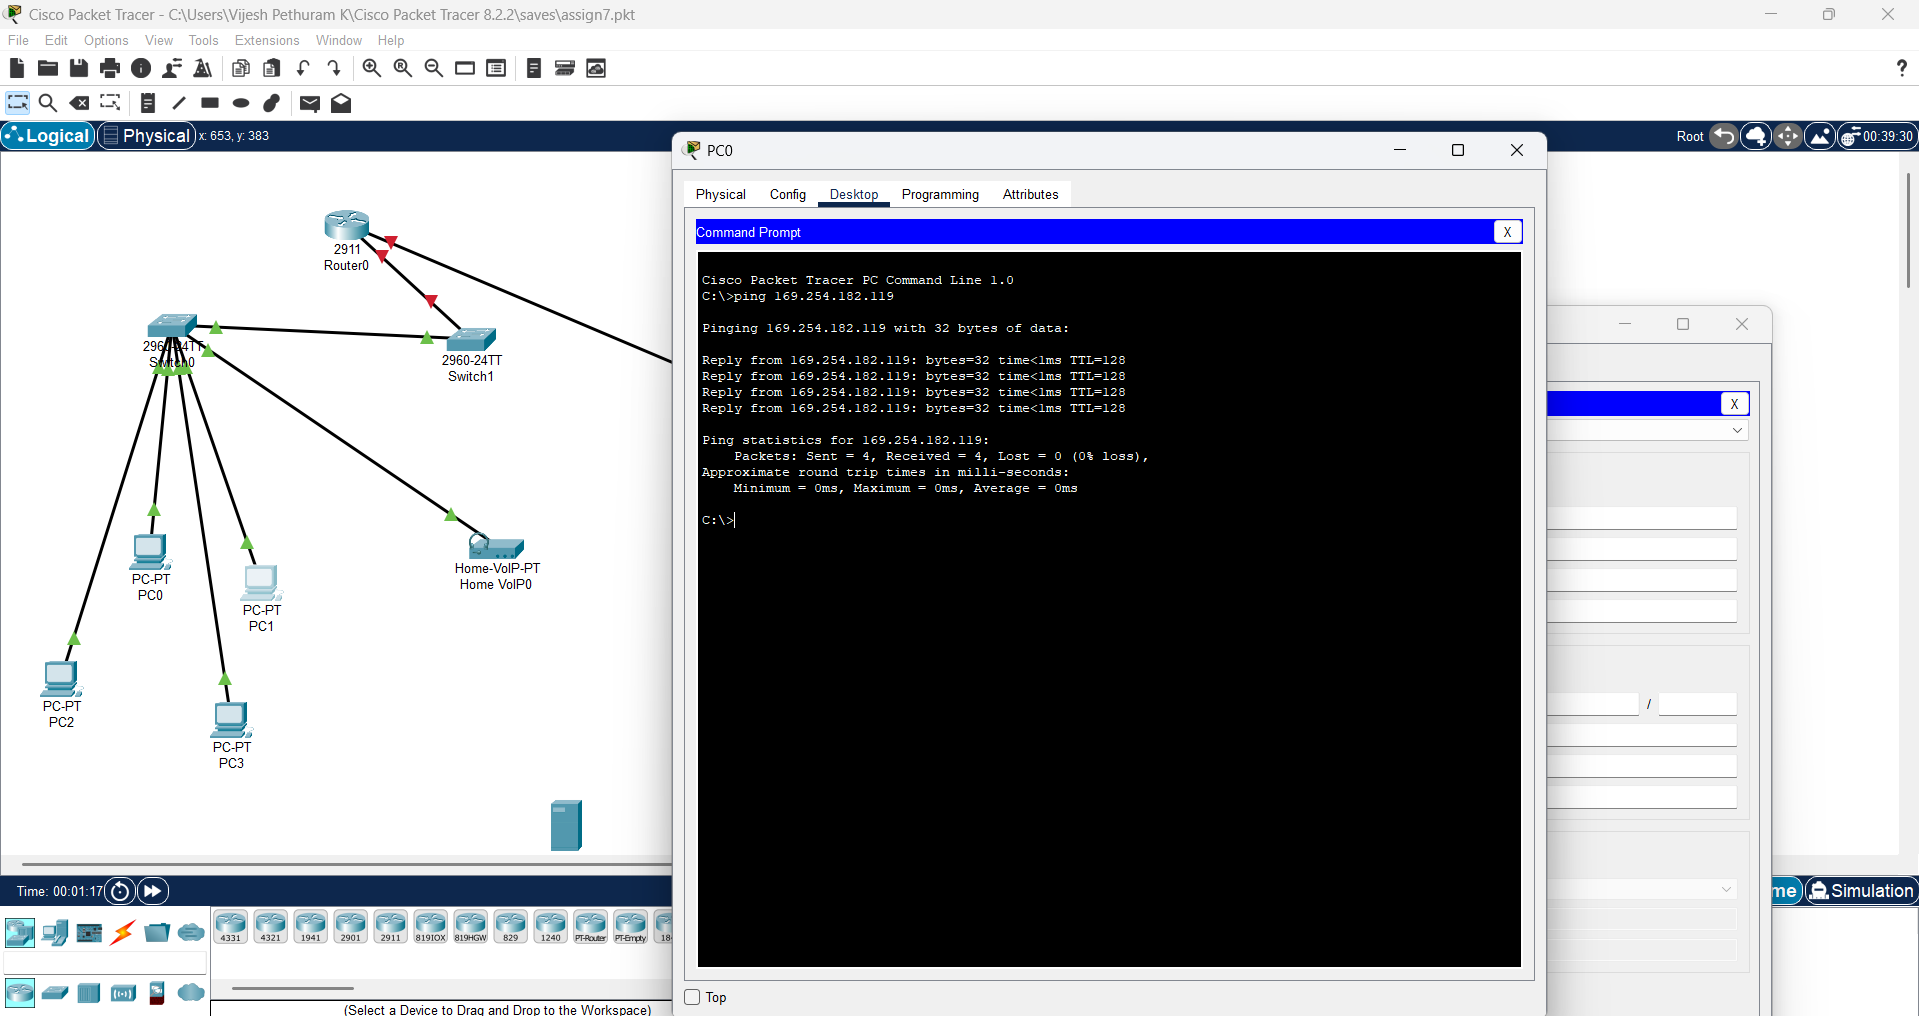 Cisco Packet Tracer - C:\Users\Vijesh Pethuram K\Cisco Packet Tracer 8.2.2\saves\assign7.pkt
File Edit Options View Tools Extensions Window Help
?
Logical Physical x: 653, y: 383
Root 00:39:30
2911
Router0
2960-24TT
Switch0
2960-24TT
Switch1
Home-VoIP-PT
Home VoIP0
PC-PT
PC0
PC-PT
PC1
PC-PT
PC2
PC-PT
PC3
PC0
Physical Config Desktop Programming Attributes
Command Prompt X
Cisco Packet Tracer PC Command Line 1.0
C:\>ping 169.254.182.119
Pinging 169.254.182.119 with 32 bytes of data:
Reply from 169.254.182.119: bytes=32 time<1ms TTL=128
Reply from 169.254.182.119: bytes=32 time<1ms TTL=128
Reply from 169.254.182.119: bytes=32 time<1ms TTL=128
Reply from 169.254.182.119: bytes=32 time<1ms TTL=128
Ping statistics for 169.254.182.119:
Packets: Sent = 4, Received = 4, Lost = 0 (0% loss),
Approximate round trip times in milli-seconds:
Minimum = 0ms, Maximum = 0ms, Average = 0ms
C:\>
Top
X
/
Time: 00:01:17
me Simulation
4331 4321 1941 2901 2911 819IOX 819HGW 829 1240 PT-Router PT-Empty 18
(Select a Device to Drag and Drop to the Workspace)